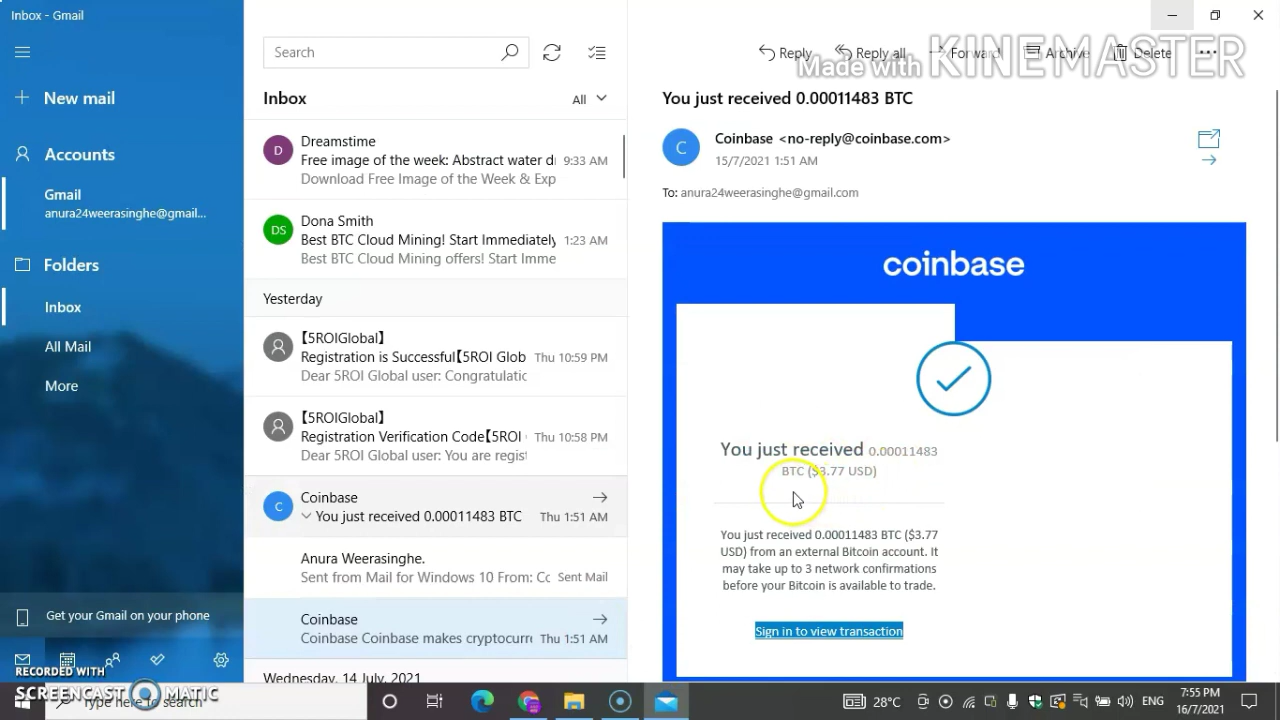 Inbox - Gmail
New mail
Accounts
Gmail
anura24weerasinghe@gmail...
Folders
Inbox
All Mail
More
Get your Gmail on your phone
Search
Inbox
All
D
Dreamstime
Free image of the week: Abstract water d
9:33 AM
Download Free Image of the Week & Exp
DS
Dona Smith
Best BTC Cloud Mining! Start Immediately
1:23 AM
Best BTC Cloud Mining offers! Start Imme
Yesterday
【5ROIGlobal】
Registration is Successful【5ROI Glob
Thu 10:59 PM
Dear 5ROI Global user: Congratulatic
【5ROIGlobal】
Registration Verification Code【5ROI
Thu 10:58 PM
Dear 5ROI Global user: You are regist
C
Coinbase
You just received 0.00011483 BTC
Thu 1:51 AM
Anura Weerasinghe.
Sent from Mail for Windows 10 From: Cc
Sent Mail
Coinbase
Coinbase Coinbase makes cryptocurre
Thu 1:51 AM
Wednesday, 14 July, 2021
Reply
Reply all
Forward
Archive
Delete
Made with KINEMASTER
You just received 0.00011483 BTC
C
Coinbase <no-reply@coinbase.com>
15/7/2021 1:51 AM
To: anura24weerasinghe@gmail.com
coinbase
You just received 0.00011483
BTC ($3.77 USD)
You just received 0.00011483 BTC ($3.77
USD) from an external Bitcoin account. It
may take up to 3 network confirmations
before your Bitcoin is available to trade.
Sign in to view transaction
RECORDED WITH
SCREENCAST MATIC
Type here to search
28°C
ENG
7:55 PM
16/7/2021